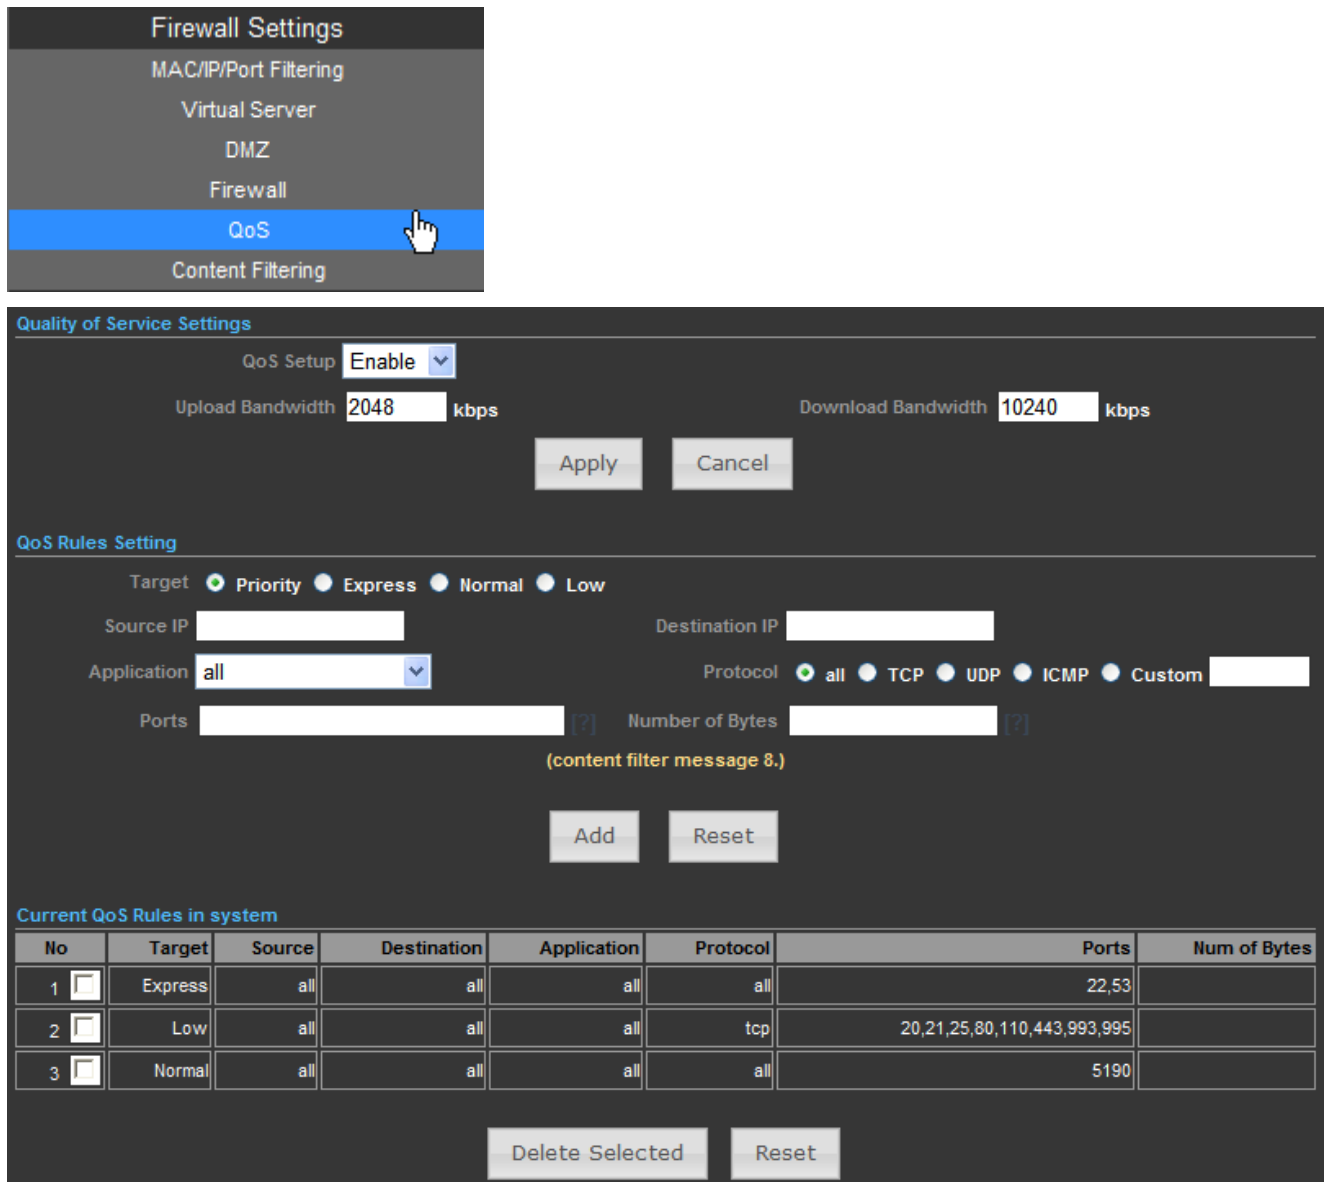 Firewall Settings
MAC/IP/Port Filtering
Virtual Server
DMZ
Firewall
QoS
Content Filtering
Quality of Service Settings
QoS Setup Enable
Upload Bandwidth 2048 kbps Download Bandwidth 10240 kbps
Apply Cancel
QoS Rules Setting
Target Priority Express Normal Low
Source IP Destination IP
Application all Protocol all TCP UDP ICMP Custom
Ports [?] Number of Bytes [?]
(content filter message 8.)
Add Reset
Current QoS Rules in system
No Target Source Destination Application Protocol Ports Num of Bytes
1 Express all all all all 22,53
2 Low all all all tcp 20,21,25,80,110,443,993,995
3 Normal all all all all 5190
Delete Selected Reset